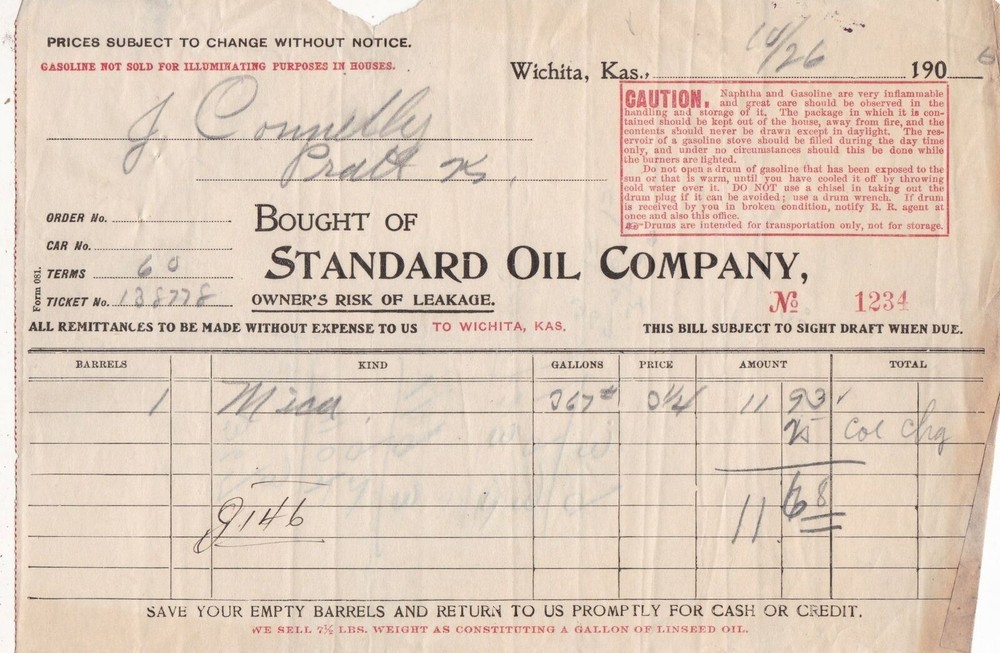 PRICES SUBJECT TO CHANGE WITHOUT NOTICE.
GASOLINE NOT SOLD FOR ILLUMINATING PURPOSES IN HOUSES.
Wichita, Kas., 10/26 190 6
J. Connelly
Pratt Ks.
CAUTION. Naphtha and Gasoline are very inflammable
and great care should be observed in the
handling and storage of it. The package in which it is con-
tained should be kept out of the house, away from fire, and the
contents should never be drawn except in daylight. The res-
ervoir of a gasoline stove should be filled during the day time
only, and under no circumstances should this be done while
the burners are lighted.
Do not open a drum of gasoline that has been exposed to the
sun or that is warm, until you have cooled it off by throwing
cold water over it. DO NOT use a chisel in taking out the
drum plug if it can be avoided; use a drum wrench. If drum
is received by you in broken condition, notify R. R. agent at
once and also this office.
☞Drums are intended for transportation only, not for storage.
ORDER No.
CAR No.
TERMS 60
TICKET No. 138778
Form 081.
BOUGHT OF
STANDARD OIL COMPANY,
OWNER'S RISK OF LEAKAGE.
No 1234
ALL REMITTANCES TO BE MADE WITHOUT EXPENSE TO US TO WICHITA, KAS.
THIS BILL SUBJECT TO SIGHT DRAFT WHEN DUE.
BARRELS KIND GALLONS PRICE AMOUNT TOTAL
1 Mica 367# 3¼ 11 93 ✓
25 Col Chg
11 68
J146
SAVE YOUR EMPTY BARRELS AND RETURN TO US PROMPTLY FOR CASH OR CREDIT.
WE SELL 7½ LBS. WEIGHT AS CONSTITUTING A GALLON OF LINSEED OIL.